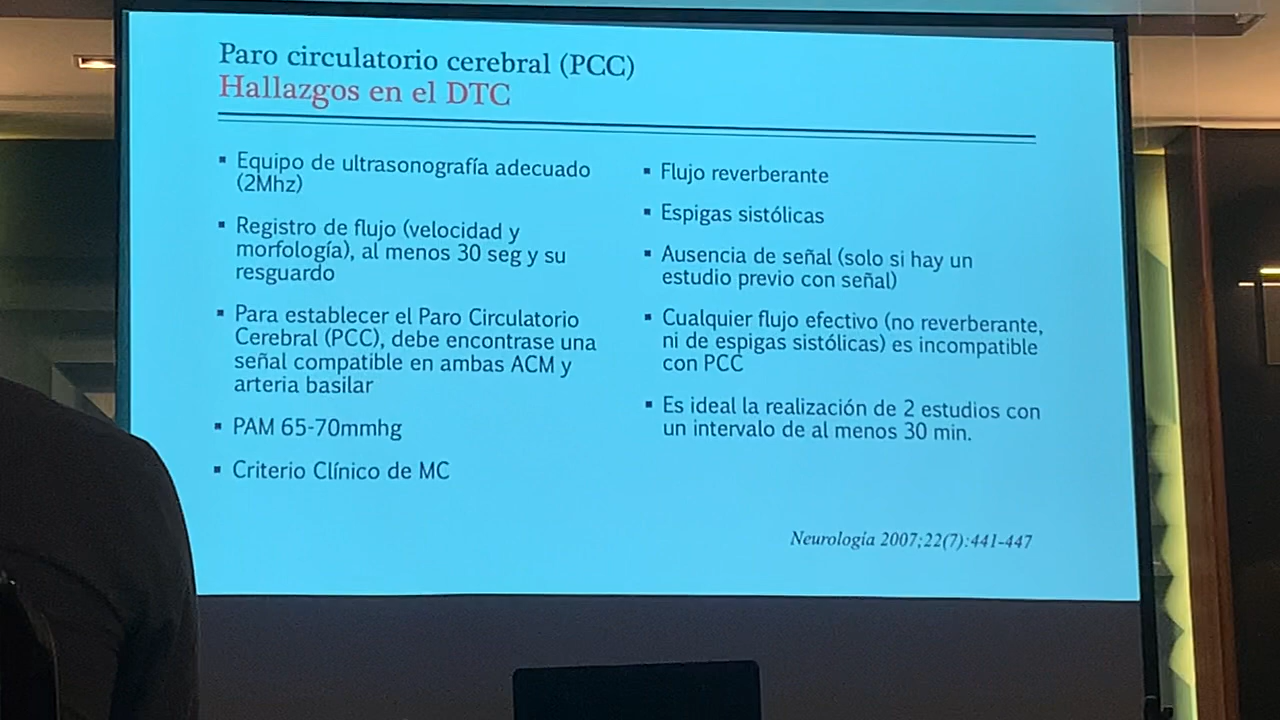 Paro circulatorio cerebral (PCC)
Hallazgos en el DTC
▪ Equipo de ultrasonografía adecuado
(2Mhz)
▪ Registro de flujo (velocidad y
morfología), al menos 30 seg y su
resguardo
▪ Para establecer el Paro Circulatorio
Cerebral (PCC), debe encontrase una
señal compatible en ambas ACM y
arteria basilar
▪ PAM 65-70mmhg
▪ Criterio Clínico de MC
▪ Flujo reverberante
▪ Espigas sistólicas
▪ Ausencia de señal (solo si hay un
estudio previo con señal)
▪ Cualquier flujo efectivo (no reverberante,
ni de espigas sistólicas) es incompatible
con PCC
▪ Es ideal la realización de 2 estudios con
un intervalo de al menos 30 min.
Neurologia 2007;22(7):441-447